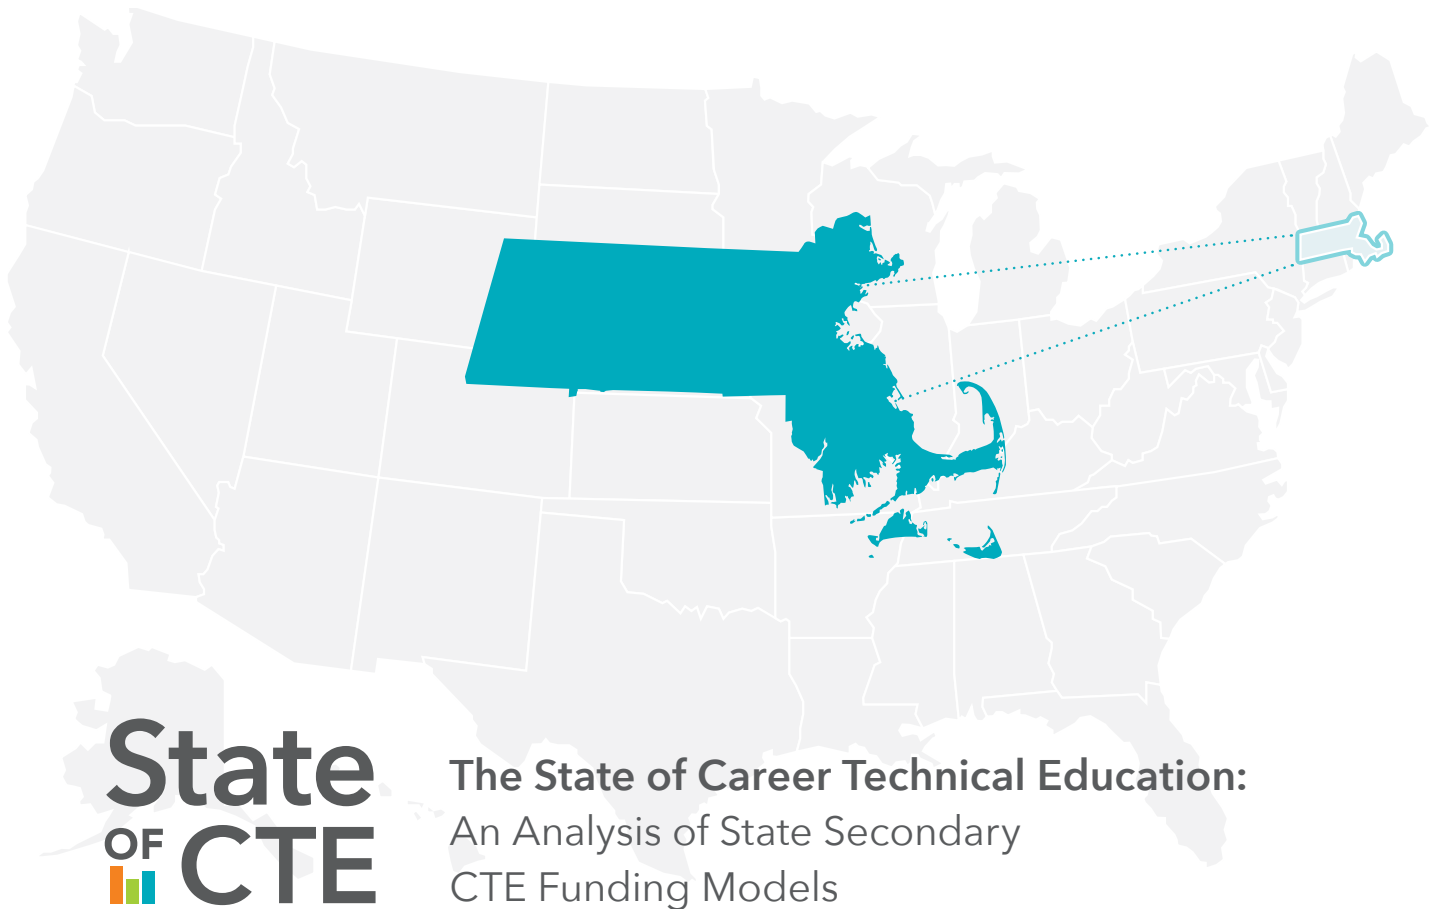 State
OF CTE
The State of Career Technical Education:
An Analysis of State Secondary
CTE Funding Models